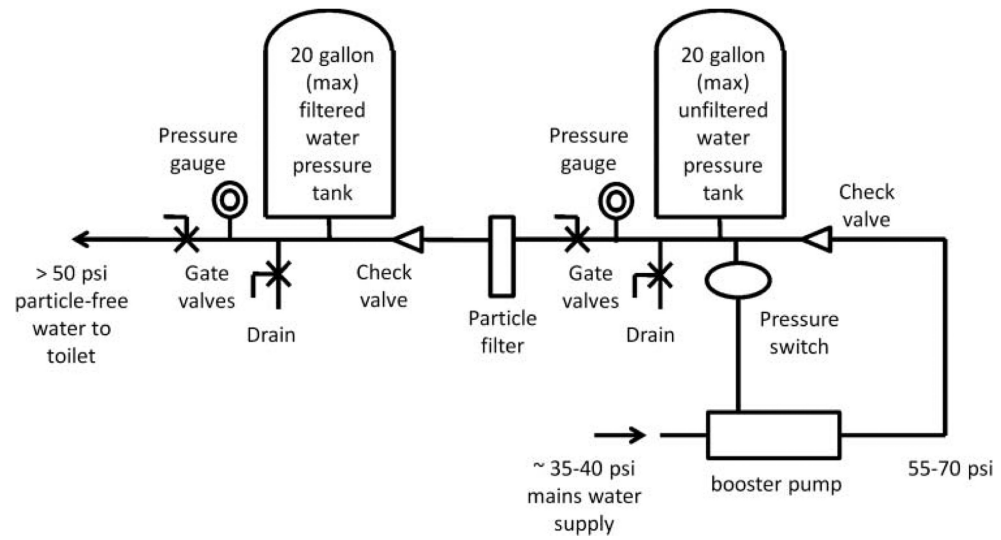 20 gallon
(max)
filtered
water
pressure
tank
20 gallon
(max)
unfiltered
water
pressure
tank
Pressure
gauge
Pressure
gauge
Check
valve
> 50 psi
particle-free
water to
toilet
Gate
valves
Drain
Check
valve
Particle
filter
Gate
valves
Drain
Pressure
switch
~ 35-40 psi
mains water
supply
booster pump
55-70 psi